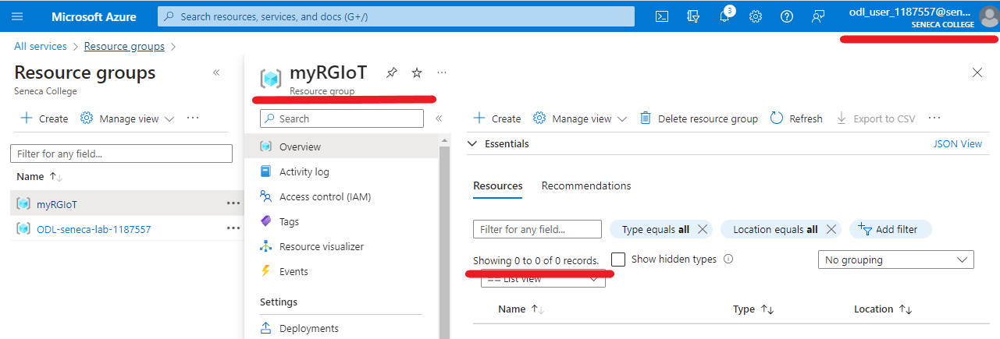 Microsoft Azure
Search resources, services, and docs (G+/)
3
odl_user_1187557@sen...
SENECA COLLEGE
All services > Resource groups >
Resource groups
Seneca College
Create
Manage view
Filter for any field...
Name
myRGIoT
ODL-seneca-lab-1187557
myRGIoT
Resource group
Search
Overview
Activity log
Access control (IAM)
Tags
Resource visualizer
Events
Settings
Deployments
Create
Manage view
Delete resource group
Refresh
Export to CSV
Essentials
JSON View
Resources
Recommendations
Filter for any field...
Type equals all
Location equals all
Add filter
Showing 0 to 0 of 0 records.
Show hidden types
No grouping
List view
Name
Type
Location